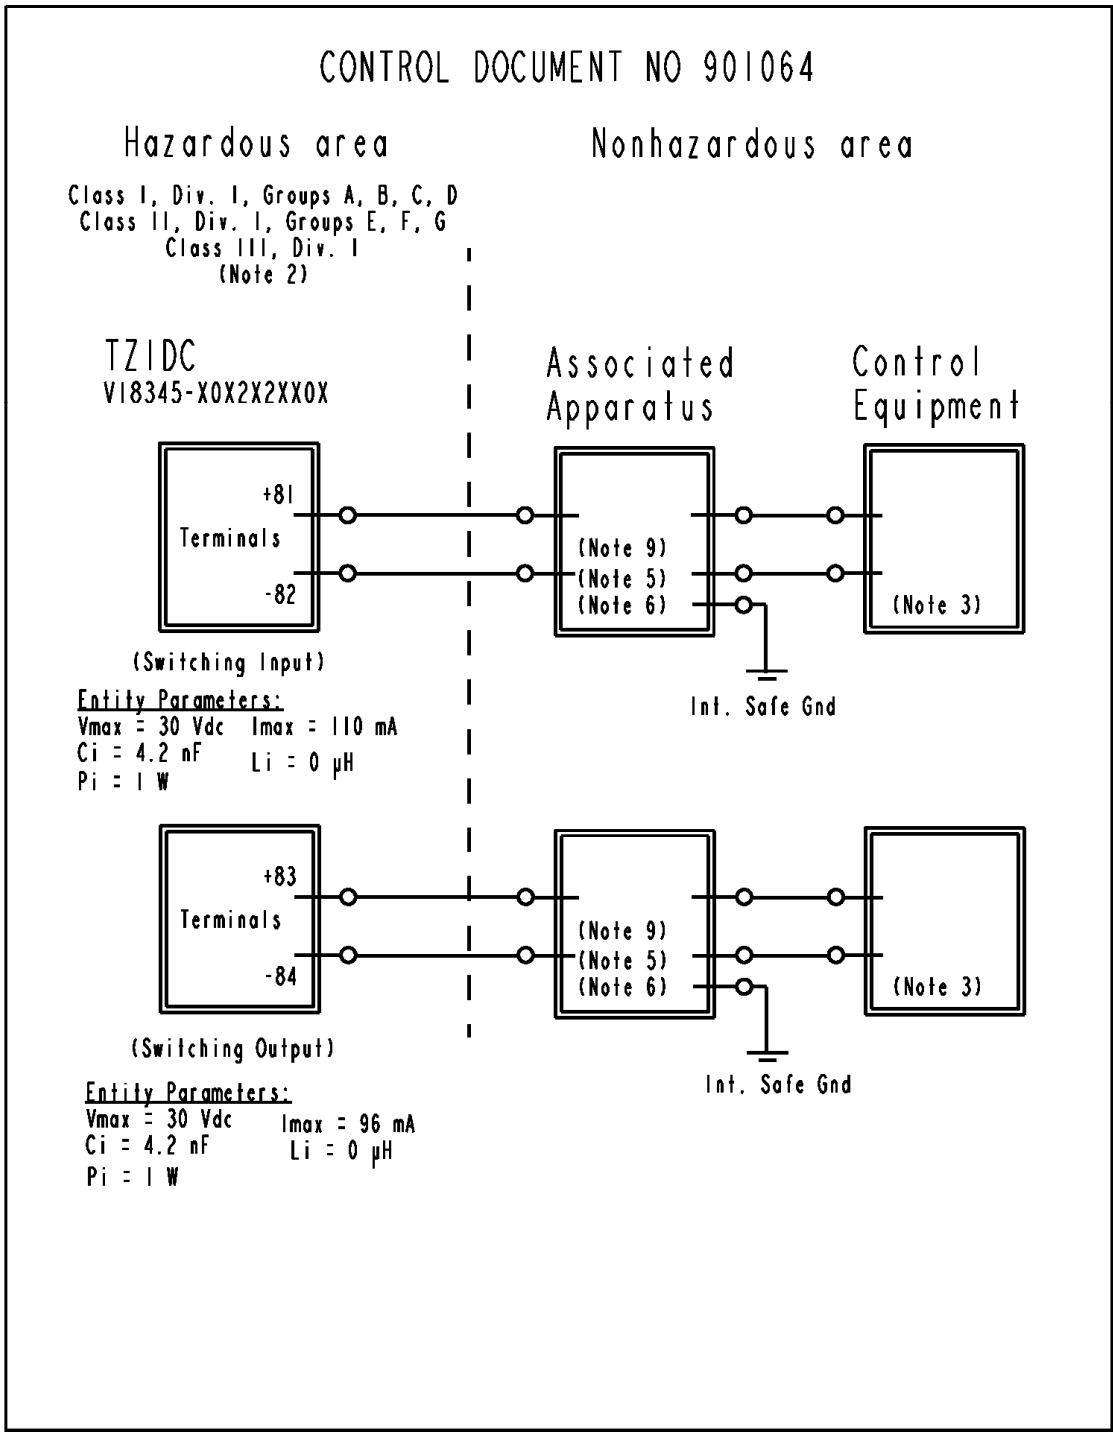 CONTROL DOCUMENT NO 901064
Hazardous area
Nonhazardous area
Class I, Div. I, Groups A, B, C, D
Class II, Div. I, Groups E, F, G
Class III, Div. I
(Note 2)
TZIDC
V18345-X0X2X2XX0X
Associated
Apparatus
Control
Equipment
+81
Terminals
-82
(Note 9)
(Note 5)
(Note 6)
(Note 3)
(Switching Input)
Int. Safe Gnd
Entity Parameters:
Vmax = 30 Vdc Imax = 110 mA
Ci = 4.2 nF Li = 0 µH
Pi = 1 W
+83
Terminals
-84
(Note 9)
(Note 5)
(Note 6)
(Note 3)
(Switching Output)
Int. Safe Gnd
Entity Parameters:
Vmax = 30 Vdc Imax = 96 mA
Ci = 4.2 nF Li = 0 µH
Pi = 1 W